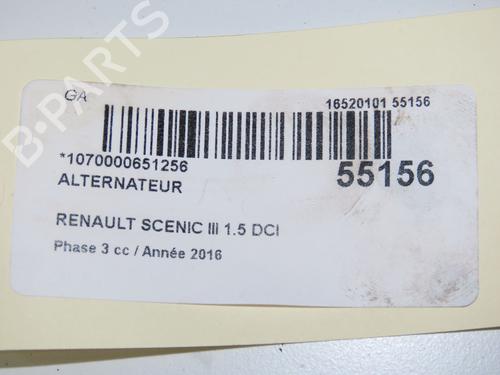 B-PARTS
GA
16520101 55156
*1070000651256
55156
ALTERNATEUR
RENAULT SCENIC III 1.5 DCI
Phase 3 cc / Année 2016